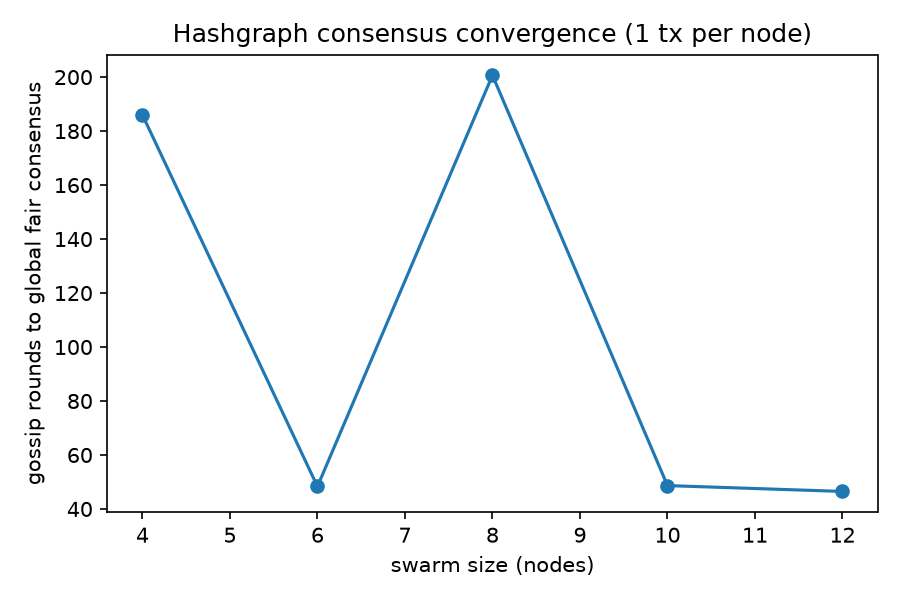 Hashgraph consensus convergence (1 tx per node)
gossip rounds to global fair consensus
200
180
160
140
120
100
80
60
40
4 5 6 7 8 9 10 11 12
swarm size (nodes)